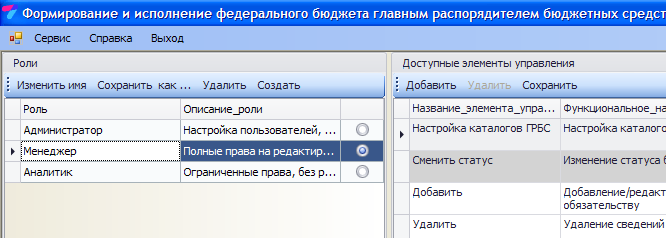 Формирование и исполнение федерального бюджета главным распорядителем бюджетных средст
Сервис Справка Выход
Роли
Изменить имя Сохранить как ... Удалить Создать
Роль Описание_роли
Администратор Настройка пользователей, ...
Менеджер Полные права на редактир...
Аналитик Ограниченные права, без р...
Доступные элементы управления
Добавить Удалить Сохранить
Название_элемента_упра... Функциональное_на
Настройка каталогов ГРБС Настройка каталого
Сменить статус Изменение статуса б
Добавить Добавление/редакт
обязательству
Удалить Удаление сведений